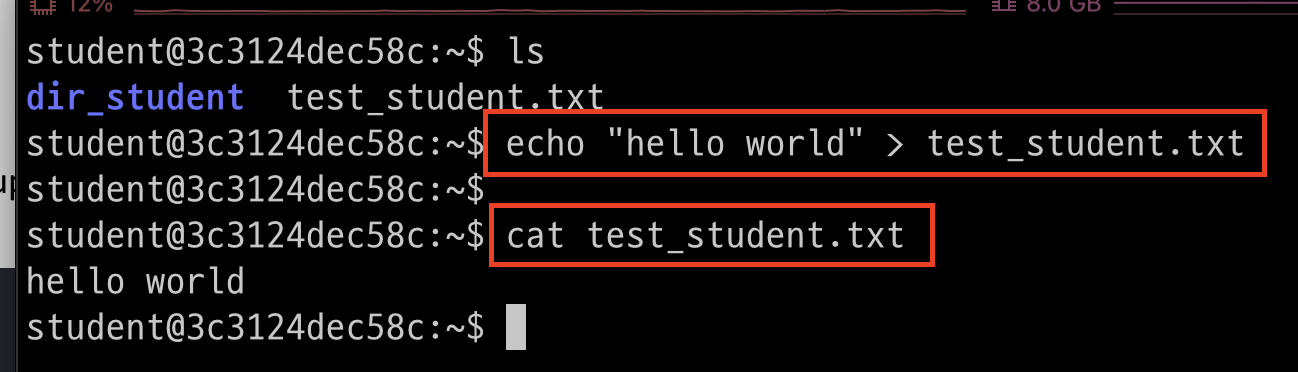 12% 8.0 GB
student@3c3124dec58c:~$ ls
dir_student  test_student.txt
student@3c3124dec58c:~$ echo "hello world" > test_student.txt
student@3c3124dec58c:~$
student@3c3124dec58c:~$ cat test_student.txt
hello world
student@3c3124dec58c:~$